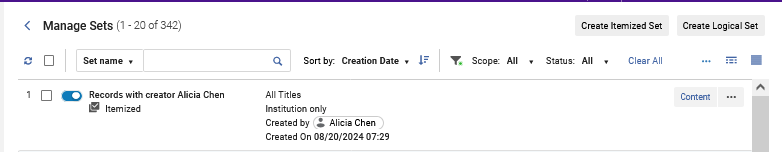 Manage Sets (1 - 20 of 342)
Create Itemized Set Create Logical Set
Set name Sort by: Creation Date Scope: All Status: All Clear All
1 Records with creator Alicia Chen All Titles Content
Itemized Institution only
Created by Alicia Chen
Created On 08/20/2024 07:29